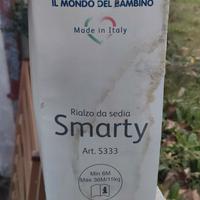 IL MONDO DEL BAMBINO
Made in Italy
Rialzo da sedia
Smarty
Art. 5333
Min 6M
Max 36M/15kg